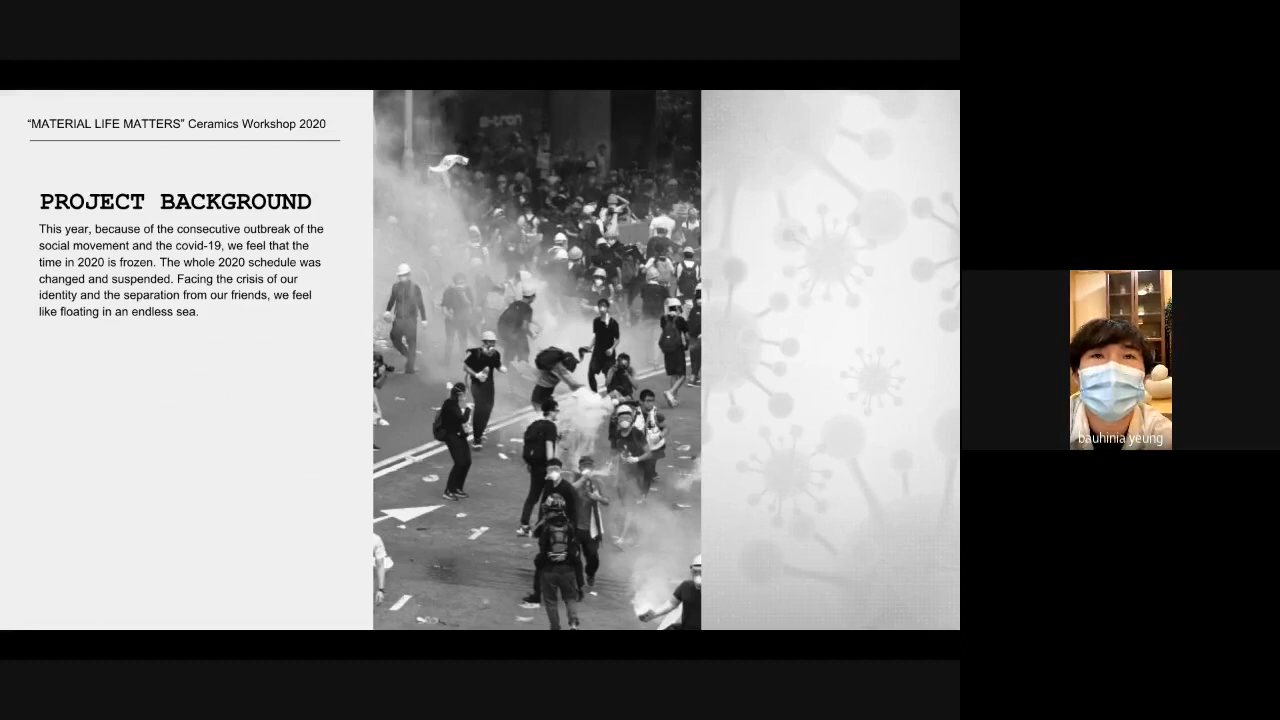 “MATERIAL LIFE MATTERS” Ceramics Workshop 2020
PROJECT BACKGROUND
This year, because of the consecutive outbreak of the
social movement and the covid-19, we feel that the
time in 2020 is frozen. The whole 2020 schedule was
changed and suspended. Facing the crisis of our
identity and the separation from our friends, we feel
like floating in an endless sea.
e-tron
bauhinia yeung